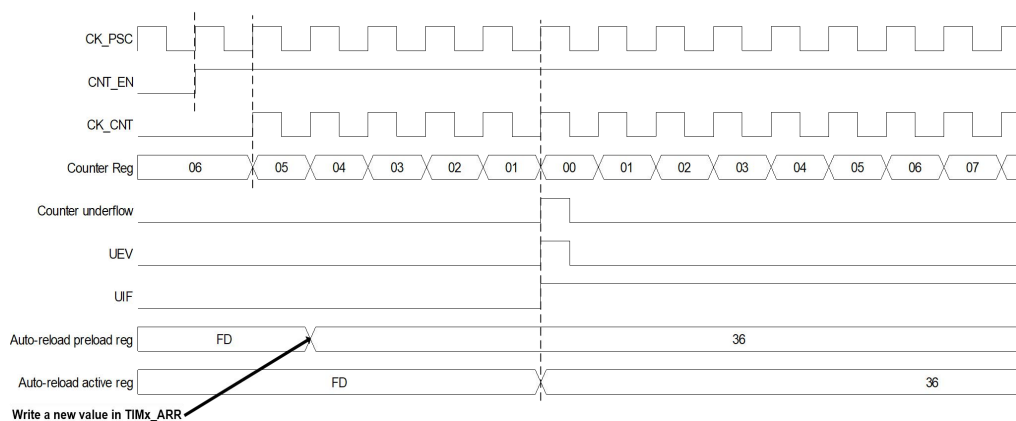 CK_PSC
CNT_EN
CK_CNT
Counter Reg 06 05 04 03 02 01 00 01 02 03 04 05 06 07
Counter underflow
UEV
UIF
Auto-reload preload reg FD 36
Auto-reload active reg FD 36
Write a new value in TIMx_ARR